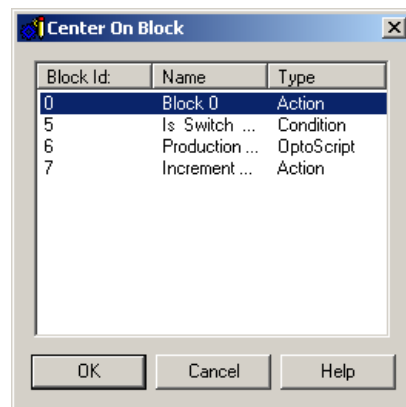 Center On Block
Block Id: Name Type
0 Block 0 Action
5 Is Switch ... Condition
6 Production ... OptoScript
7 Increment ... Action
OK Cancel Help